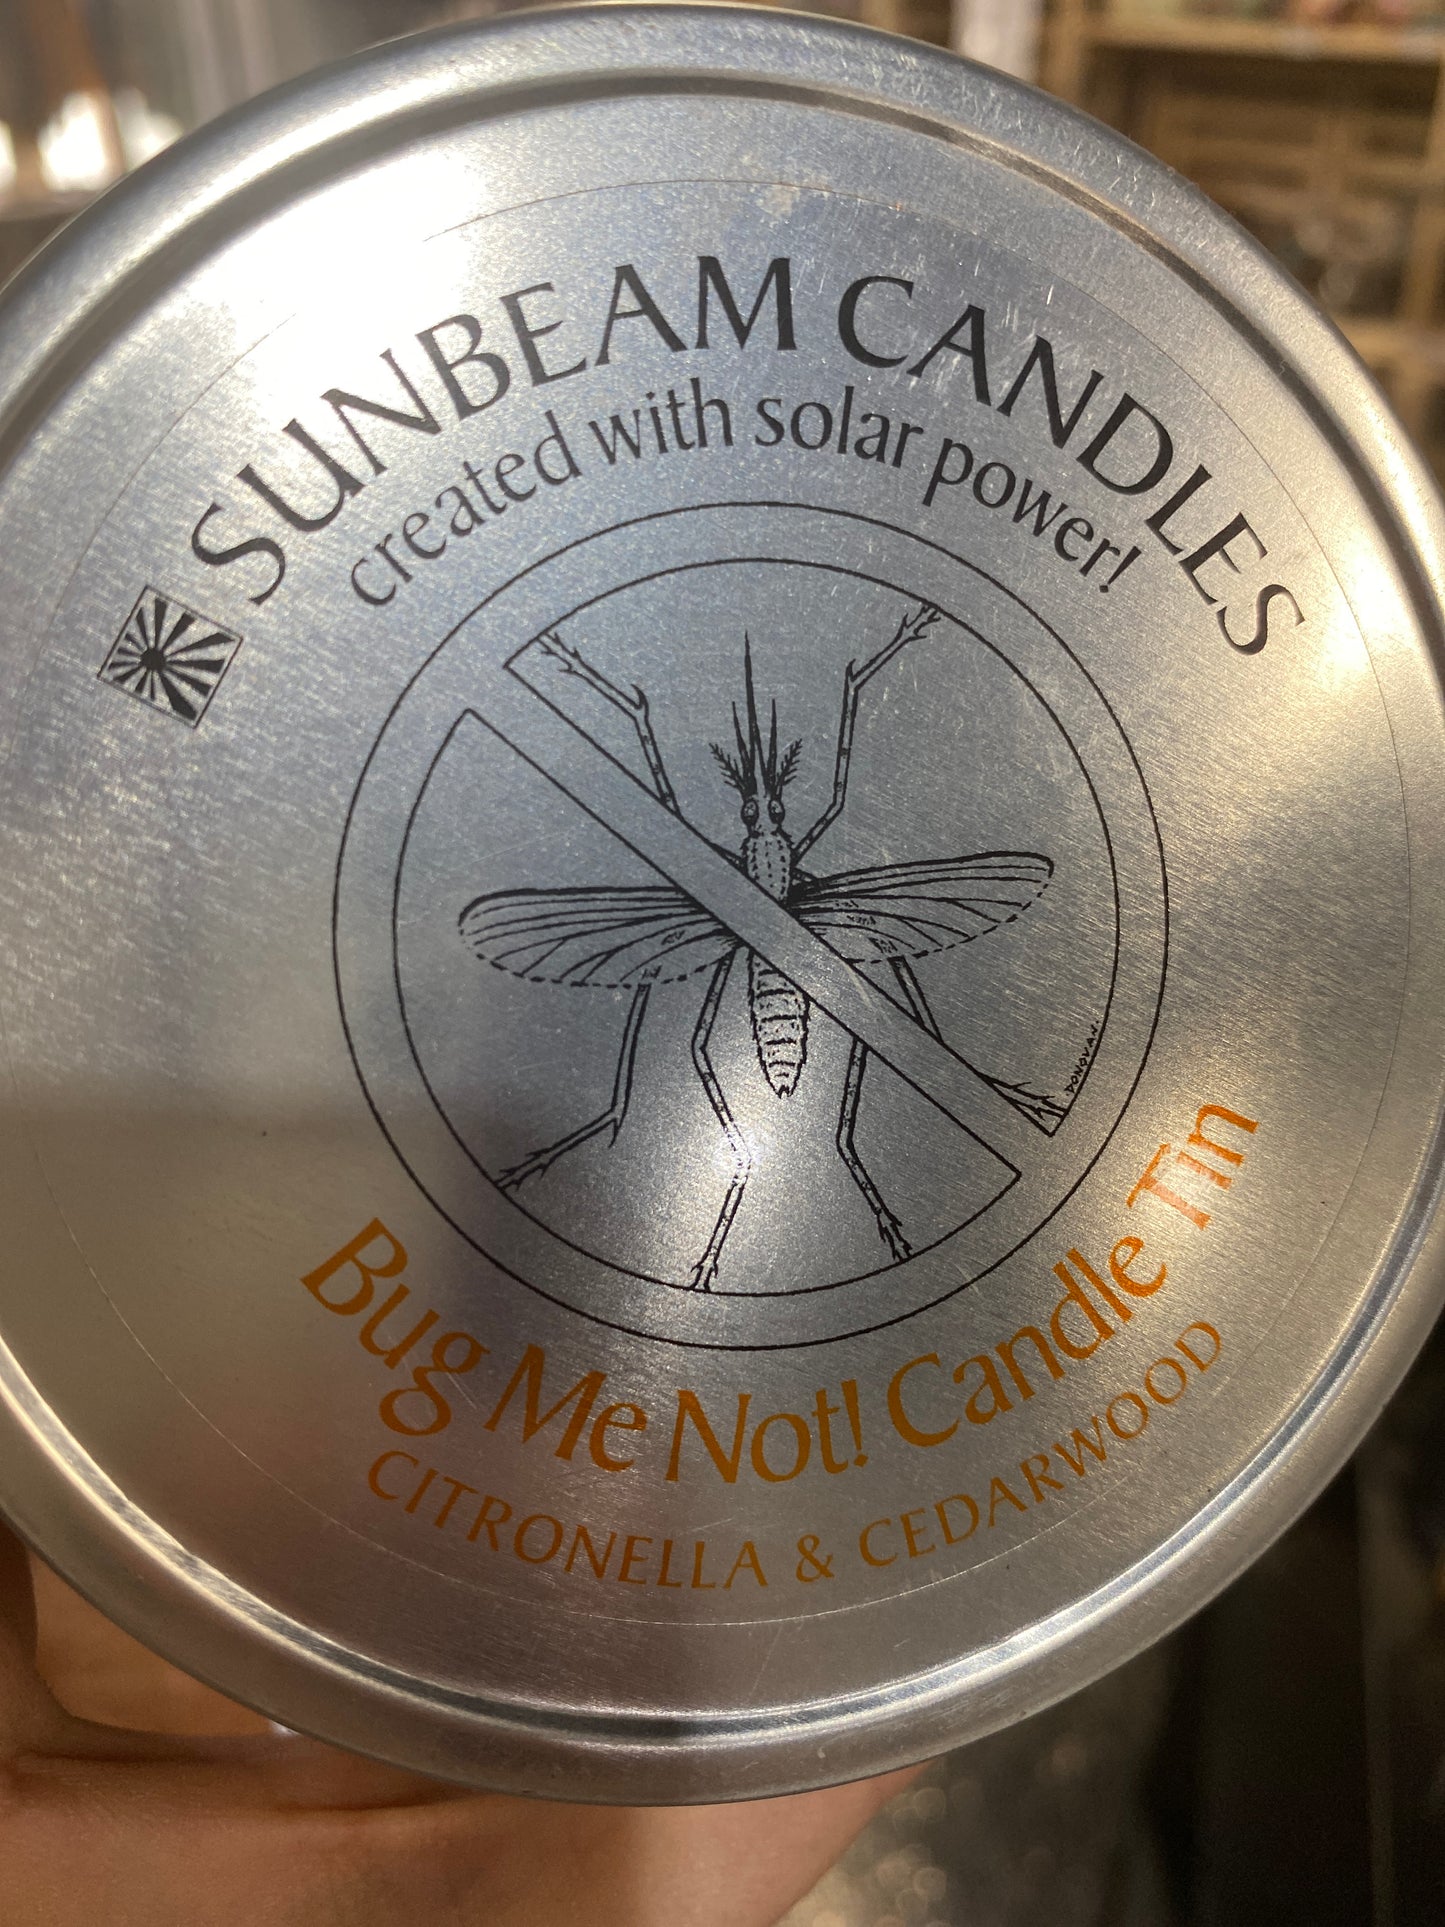 SUNBEAM CANDLES
created with solar power!
DONOVAN
Bug Me Not! Candle Tin
CITRONELLA & CEDARWOOD